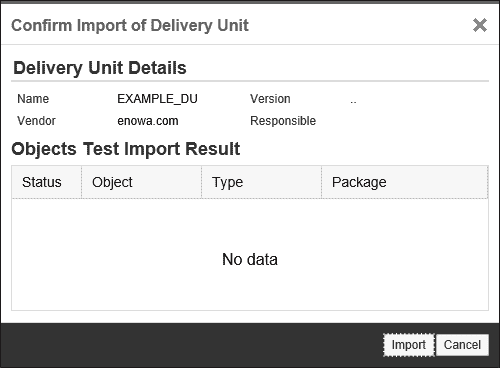 Confirm Import of Delivery Unit
Delivery Unit Details
Name EXAMPLE_DU Version ..
Vendor enowa.com Responsible
Objects Test Import Result
Status Object Type Package
No data
Import Cancel